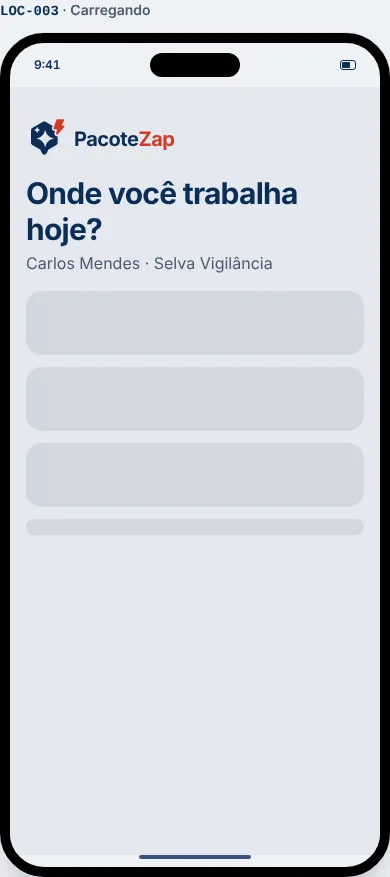 LOC-003 · Carregando
9:41
PacoteZap
Onde você trabalha
hoje?
Carlos Mendes · Selva Vigilância